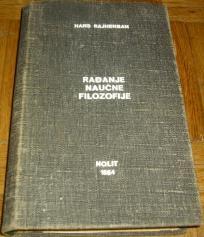 HANS RAJHENBAH
RAĐANJE
NAUČNE
FILOZOFIJE
NOLIT
1964